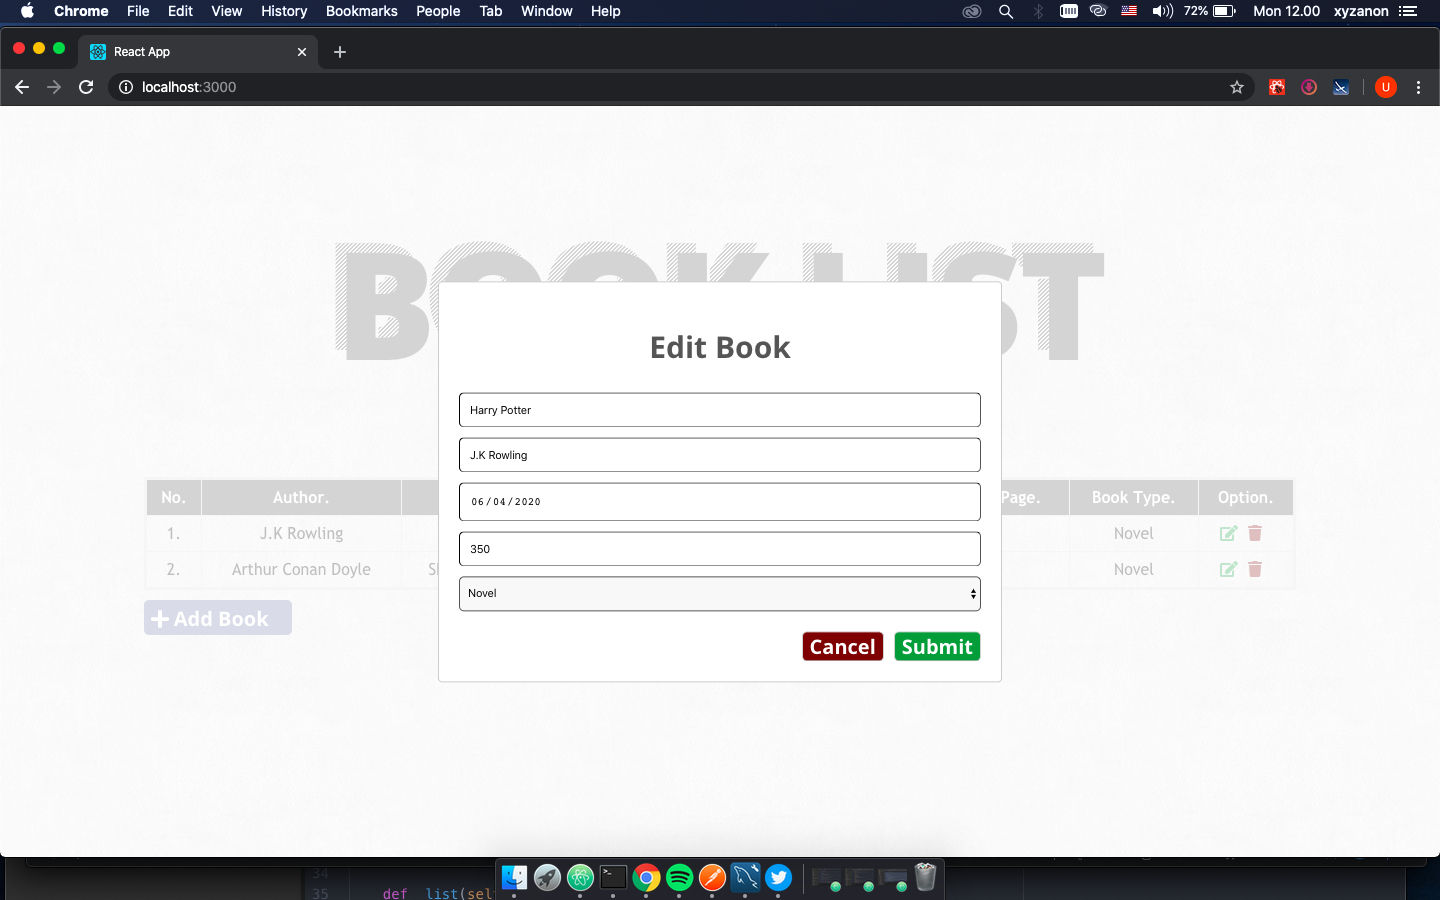 Chrome File Edit View History Bookmarks People Tab Window Help 72% Mon 12.00 xyzanon
React App
localhost:3000 U
BOOK LIST
Edit Book
Harry Potter
J.K Rowling
06/04/2020
350
Novel
Cancel Submit
No. Author. Page. Book Type. Option.
1. J.K Rowling Novel
2. Arthur Conan Doyle Novel
Add Book
34
35 def list(sel